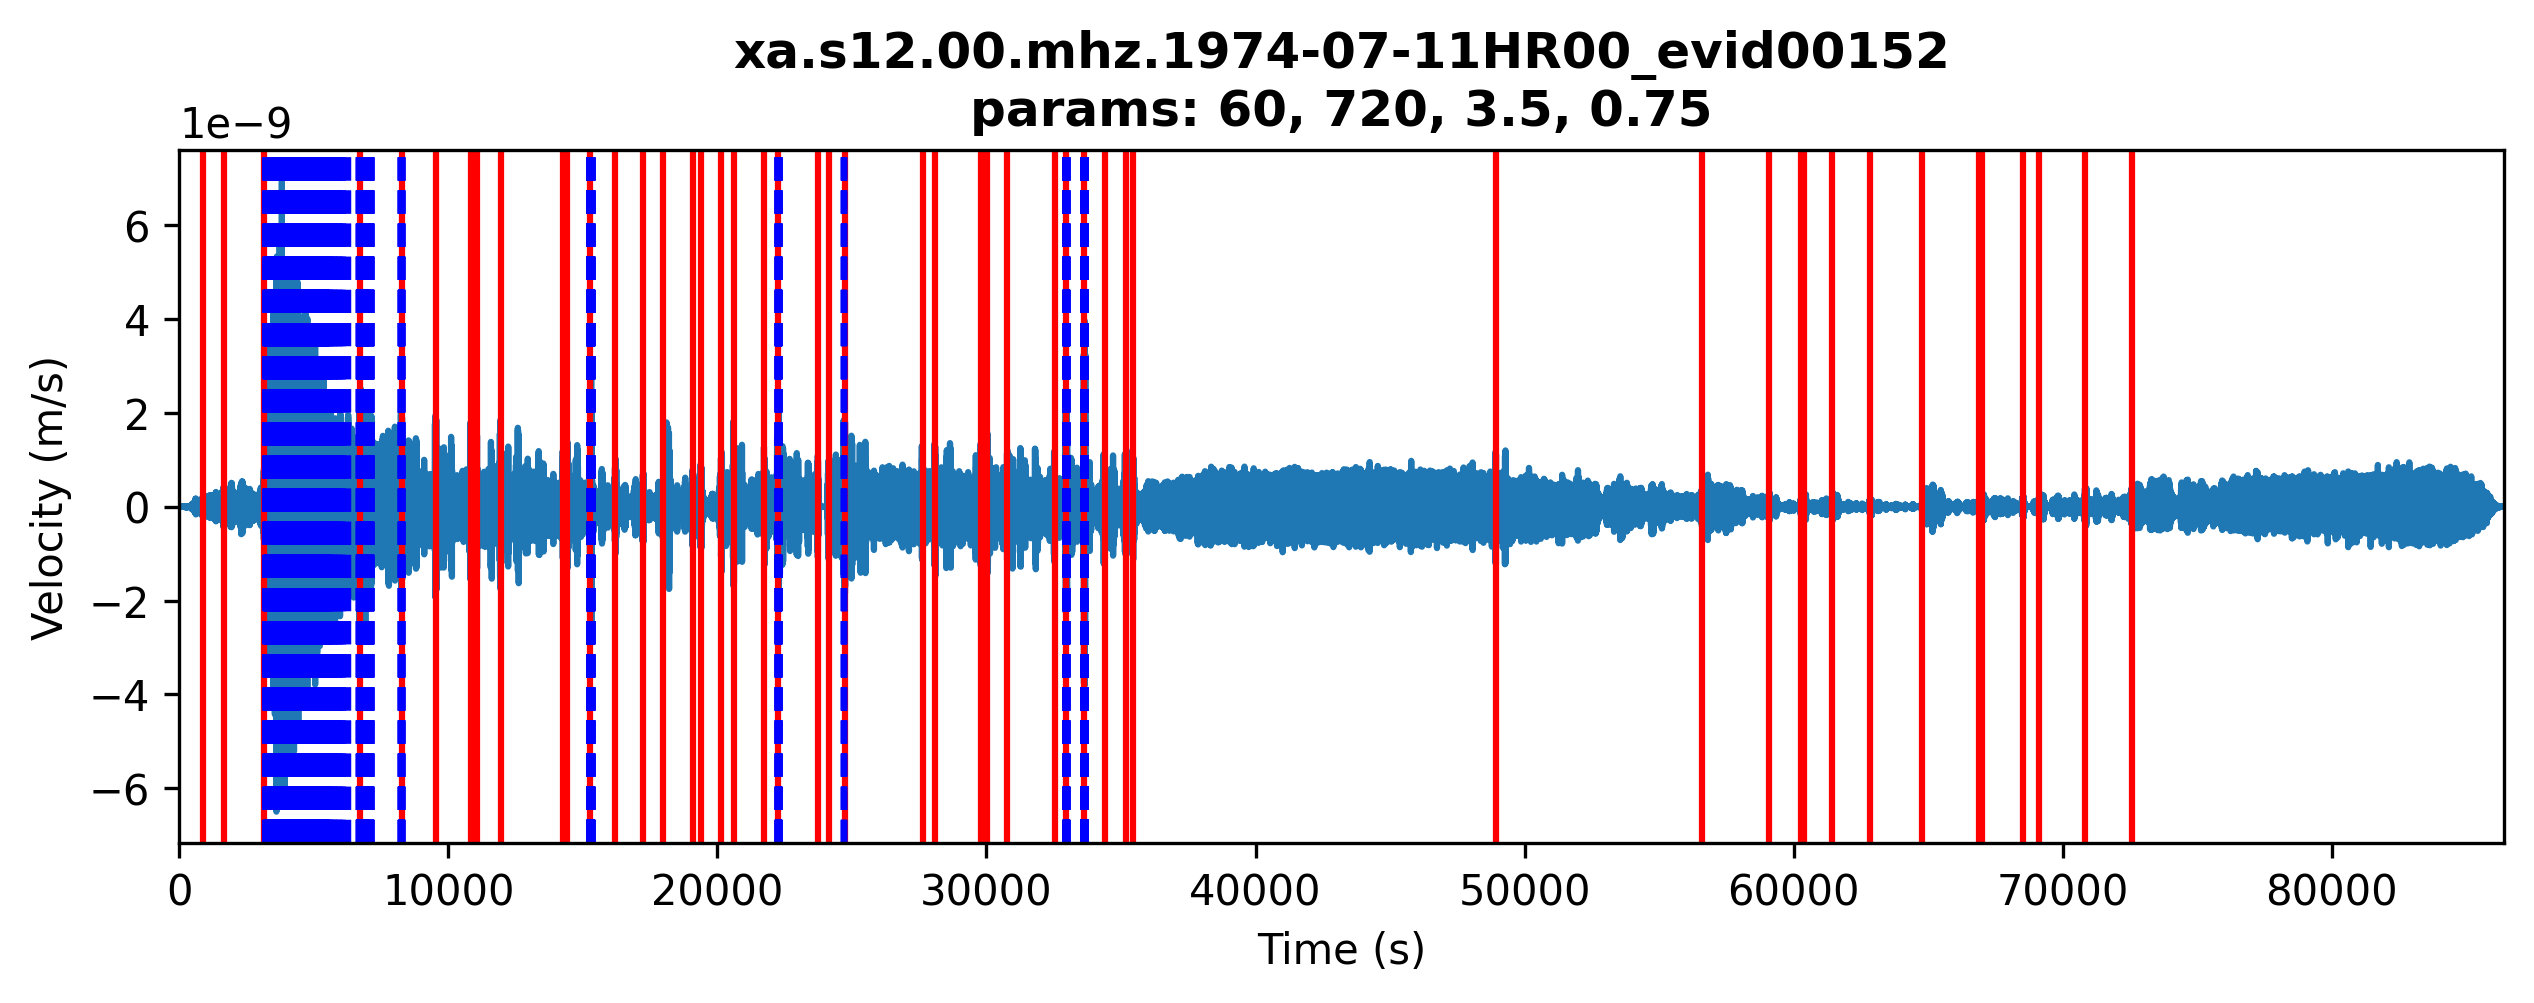 xa.s12.00.mhz.1974-07-11HR00_evid00152
params: 60, 720, 3.5, 0.75
1e−9
6
4
2
0
−2
−4
−6
Velocity (m/s)
0 10000 20000 30000 40000 50000 60000 70000 80000
Time (s)